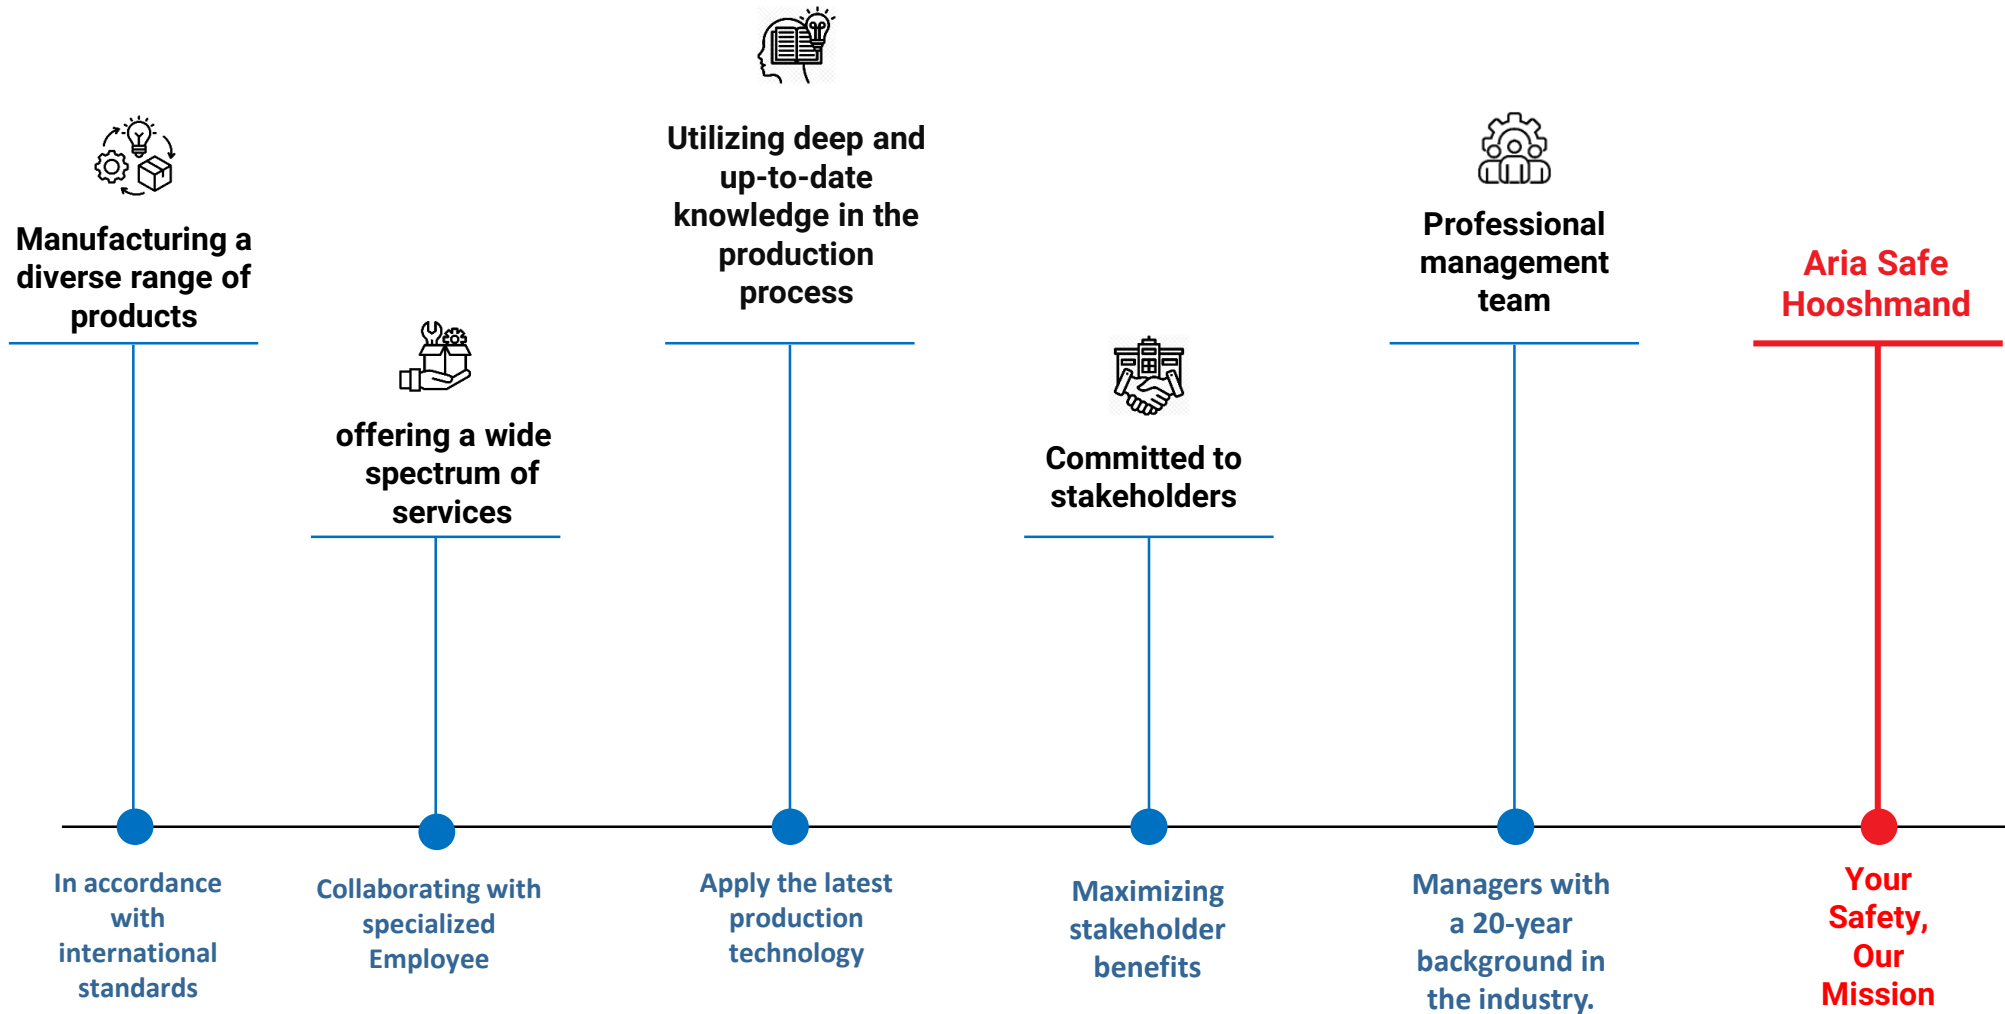 Manufacturing a
diverse range of
products
In accordance
with
international
standards
offering a wide
spectrum of
services
Collaborating with
specialized
Employee
Utilizing deep and
up-to-date
knowledge in the
production
process
Apply the latest
production
technology
Committed to
stakeholders
Maximizing
stakeholder
benefits
Professional
management
team
Managers with
a 20-year
background in
the industry.
Aria Safe
Hooshmand
Your
Safety,
Our
Mission